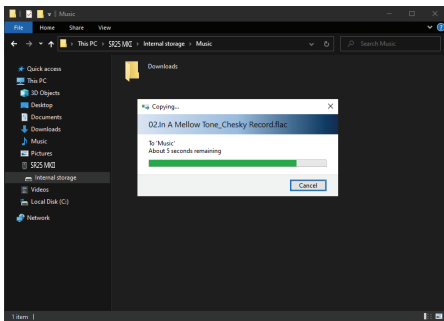 Music
File Home Share View
This PC › SR25 MKII › Internal storage › Music
Search Music
Quick access
This PC
3D Objects
Desktop
Documents
Downloads
Music
Pictures
SR25 MKII
Internal storage
Videos
Local Disk (C:)
Network
Downloads
Copying...
02.In A Mellow Tone_Chesky Record.flac
To 'Music'
About 5 seconds remaining
Cancel
1 item